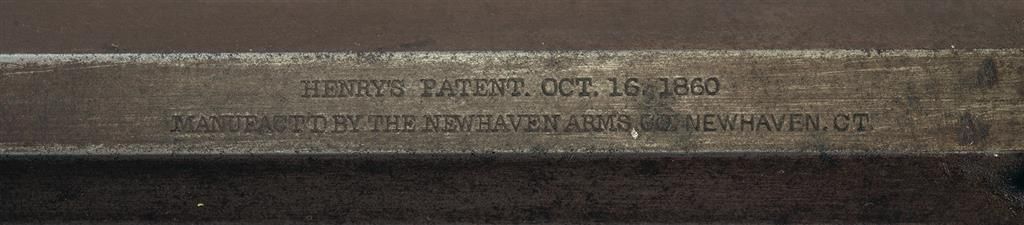 HENRY'S PATENT. OCT. 16. 1860
MANUFACT'D BY THE NEWHAVEN ARMS. CO. NEWHAVEN. CT.